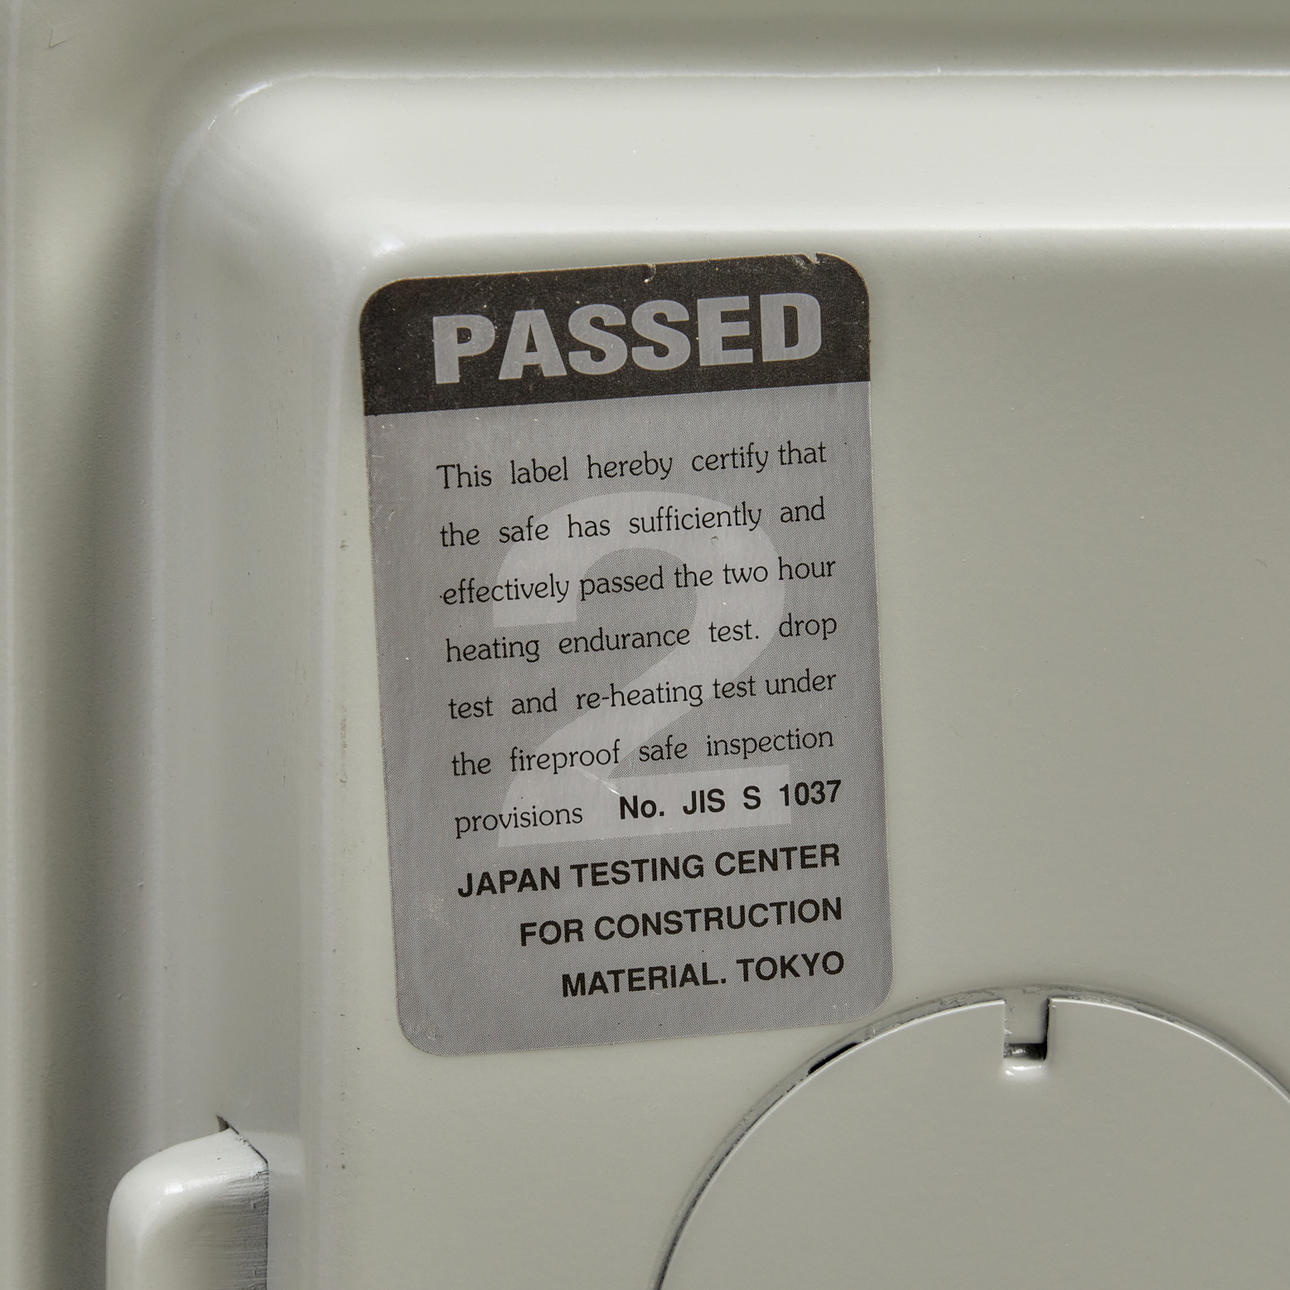 PASSED
This label hereby certify that
the safe has sufficiently and
effectively passed the two hour
heating endurance test. drop
test and re-heating test under
the fireproof safe inspection
provisions No. JIS S 1037
JAPAN TESTING CENTER
FOR CONSTRUCTION
MATERIAL. TOKYO
2